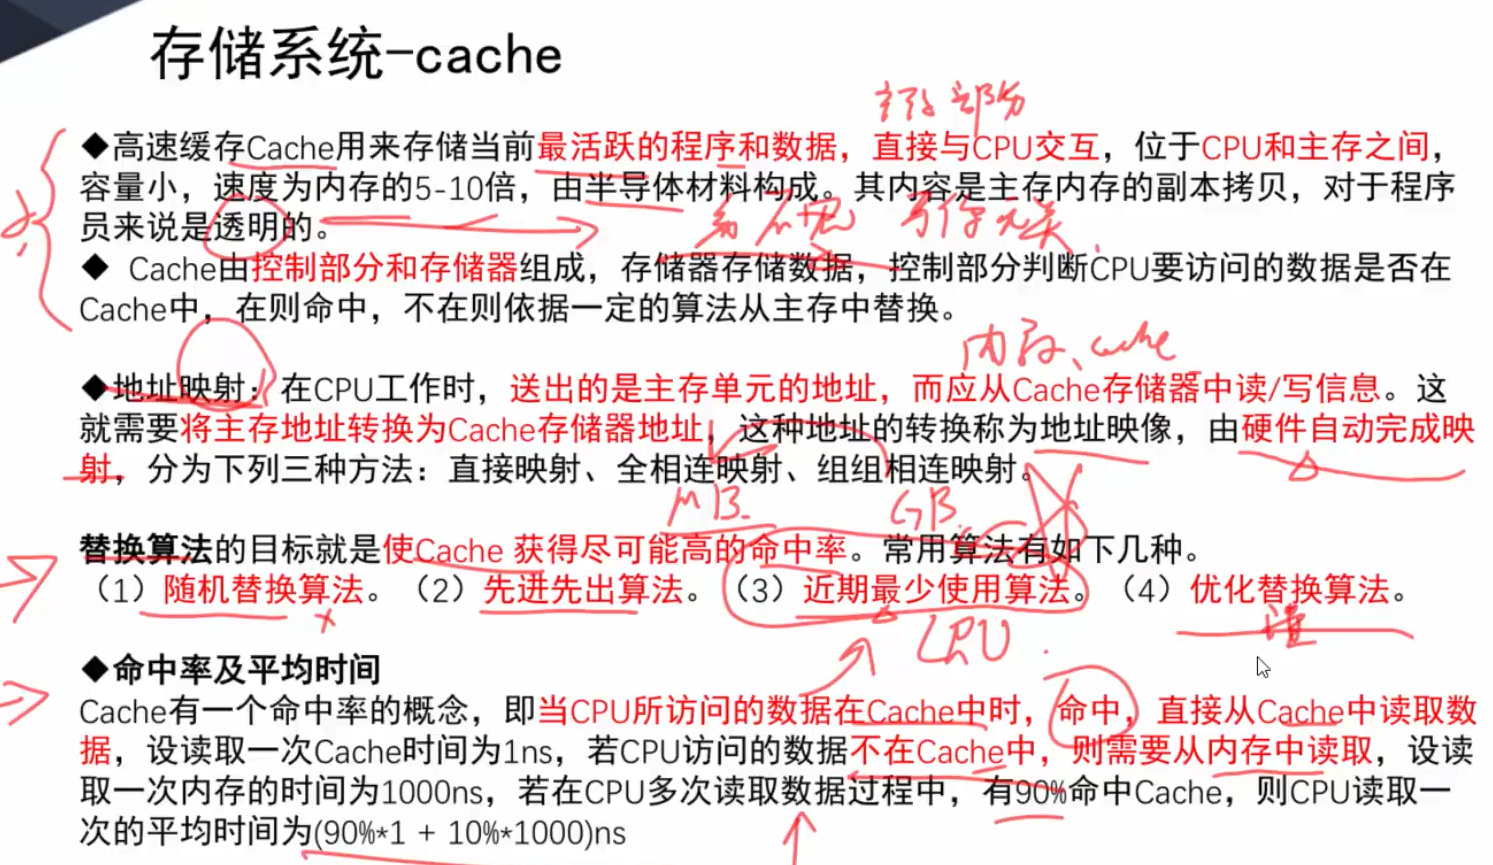 存储系统-cache
主存 部分
◆高速缓存Cache用来存储当前最活跃的程序和数据，直接与CPU交互，位于CPU和主存之间，
容量小，速度为内存的5-10倍，由半导体材料构成。其内容是主存内存的副本拷贝，对于程序
员来说是透明的。
◆ Cache由控制部分和存储器组成，存储器存储数据，控制部分判断CPU要访问的数据是否在
Cache中，在则命中，不在则依据一定的算法从主存中替换。
内存、cache
◆地址映射：在CPU工作时，送出的是主存单元的地址，而应从Cache存储器中读/写信息。这
就需要将主存地址转换为Cache存储器地址，这种地址的转换称为地址映像，由硬件自动完成映
射，分为下列三种方法：直接映射、全相连映射、组组相连映射。
MB GB
替换算法的目标就是使Cache 获得尽可能高的命中率。常用算法有如下几种。
（1）随机替换算法。（2）先进先出算法。（3）近期最少使用算法。（4）优化替换算法。
LRU
◆命中率及平均时间
Cache有一个命中率的概念，即当CPU所访问的数据在Cache中时，命中，直接从Cache中读取数
据，设读取一次Cache时间为1ns，若CPU访问的数据不在Cache中，则需要从内存中读取，设读
取一次内存的时间为1000ns，若在CPU多次读取数据过程中，有90%命中Cache，则CPU读取一
次的平均时间为(90%*1 + 10%*1000)ns